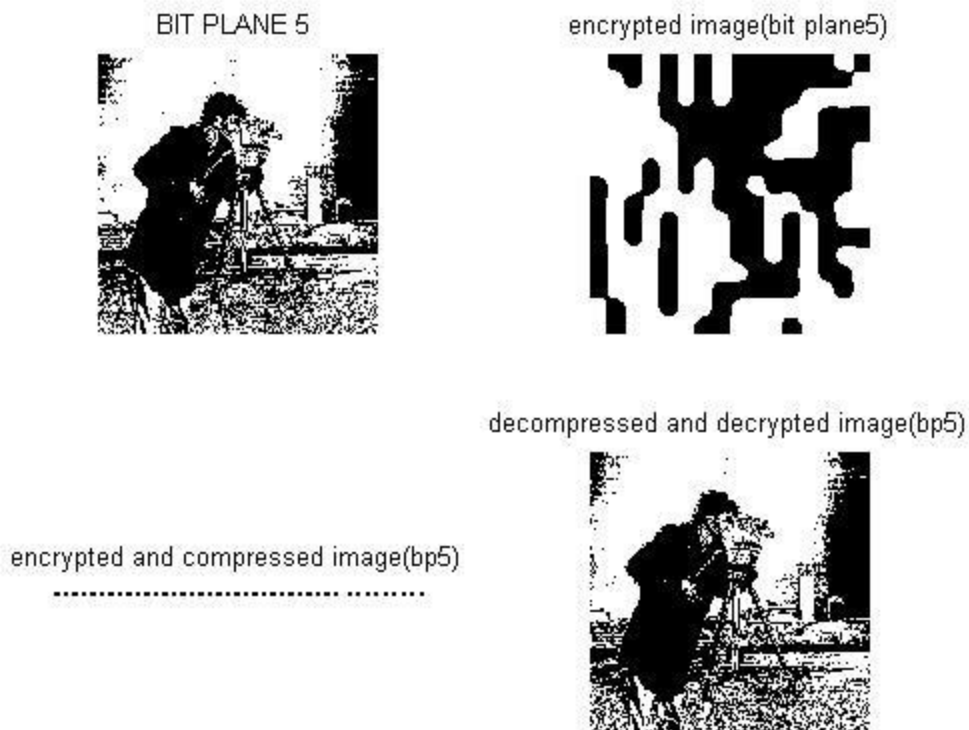 BIT PLANE 5
encrypted image(bit plane5)
decompressed and decrypted image(bp5)
encrypted and compressed image(bp5)